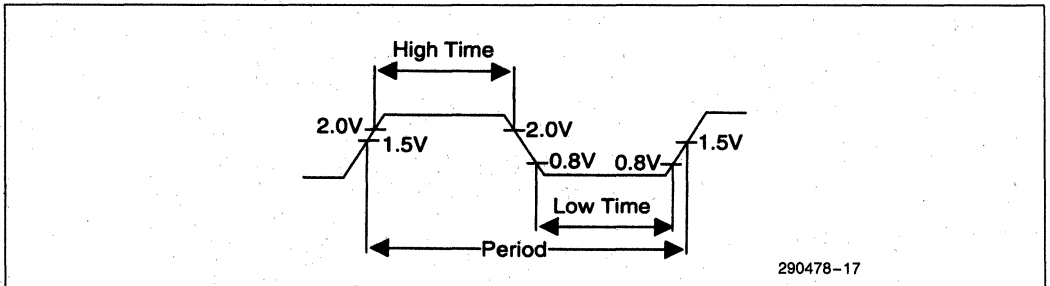 High Time
2.0V 2.0V
1.5V 1.5V
0.8V 0.8V
Low Time
Period
290478-17